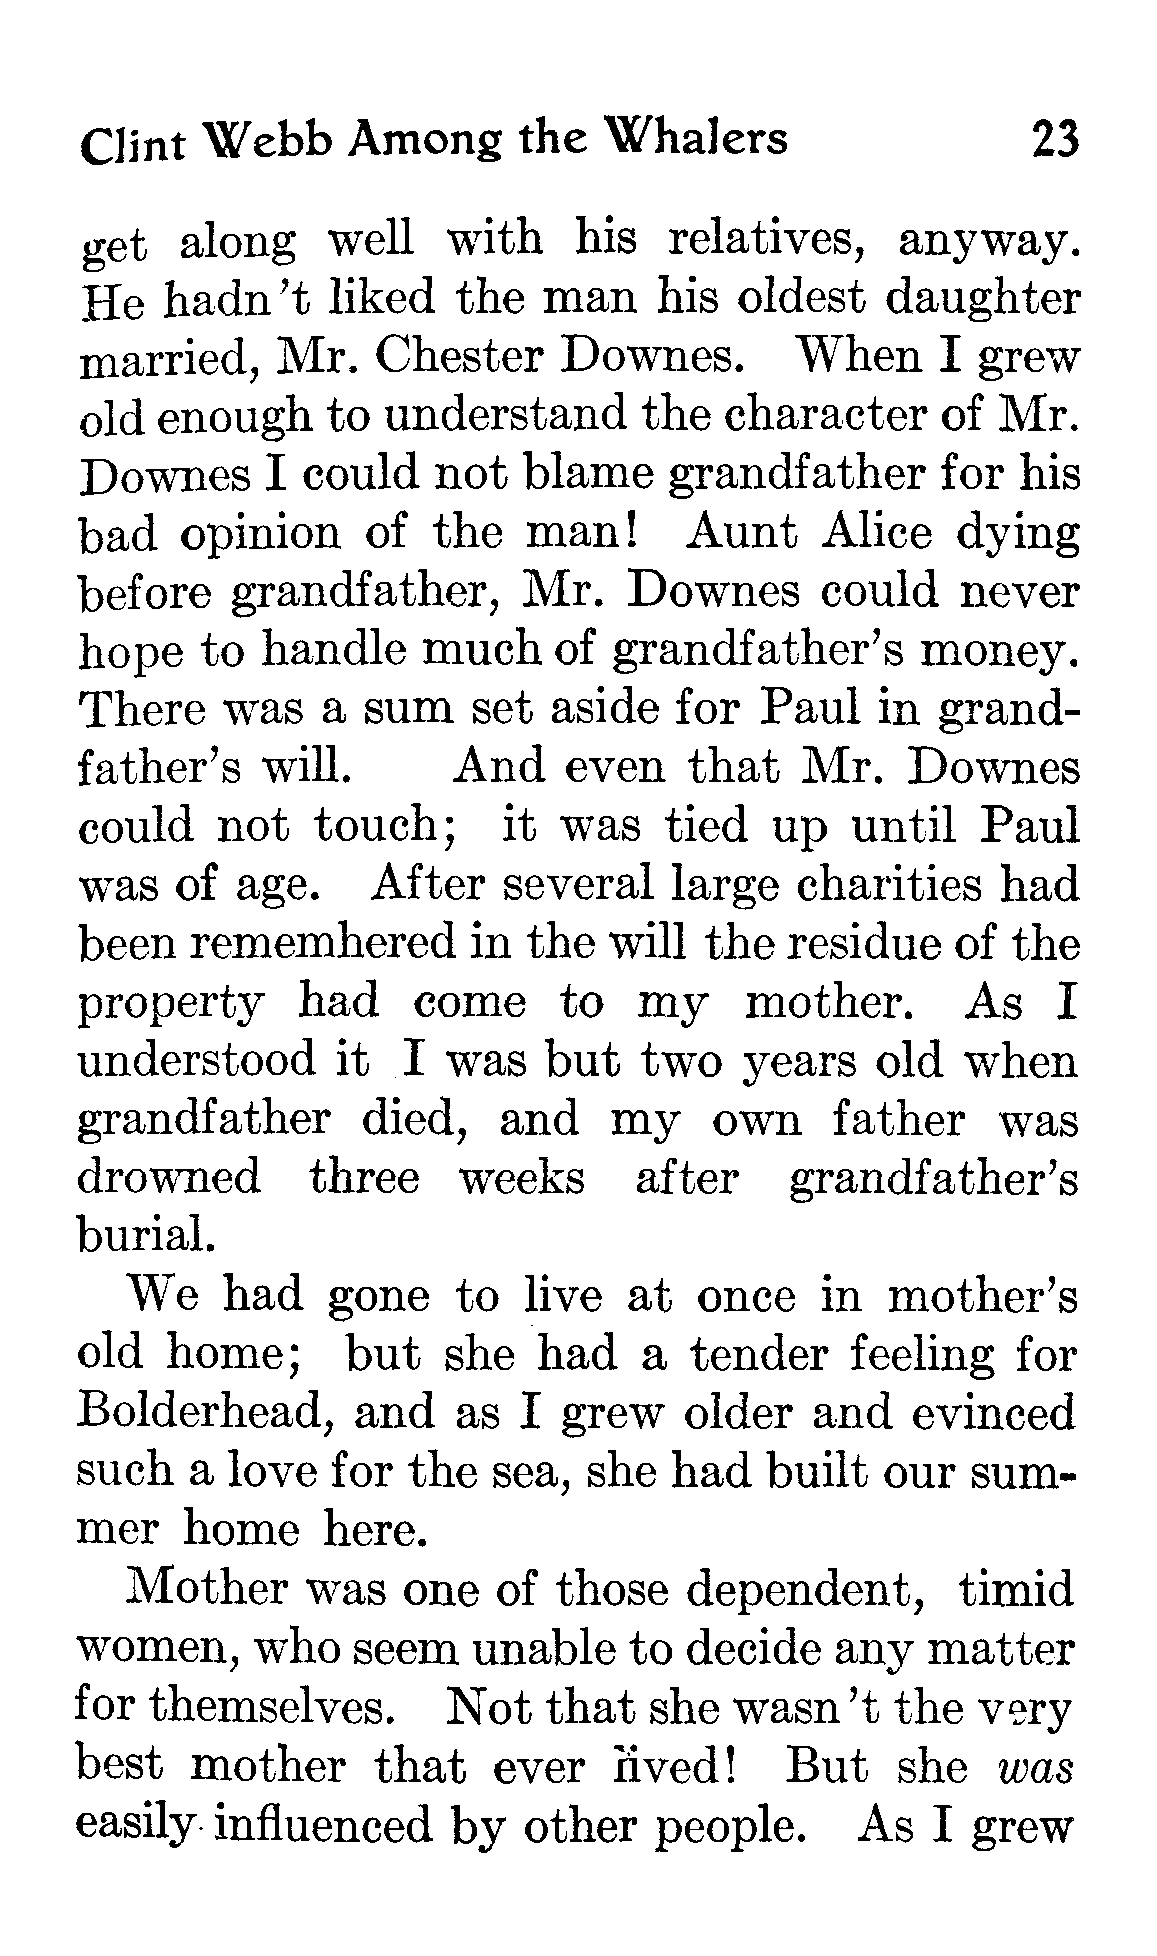 Clint Webb Among the Whalers 23
get along well with his relatives, anyway.
He hadn't liked the man his oldest daughter
married, Mr. Chester Downes. When I grew
old enough to understand the character of Mr.
Downes I could not blame grandfather for his
bad opinion of the man! Aunt Alice dying
before grandfather, Mr. Downes could never
hope to handle much of grandfather's money.
There was a sum set aside for Paul in grand-
father's will. And even that Mr. Downes
could not touch; it was tied up until Paul
was of age. After several large charities had
been rememhered in the will the residue of the
property had come to my mother. As I
understood it I was but two years old when
grandfather died, and my own father was
drowned three weeks after grandfather's
burial.
We had gone to live at once in mother's
old home; but she had a tender feeling for
Bolderhead, and as I grew older and evinced
such a love for the sea, she had built our sum-
mer home here.
Mother was one of those dependent, timid
women, who seem unable to decide any matter
for themselves. Not that she wasn't the very
best mother that ever lived! But she was
easily influenced by other people. As I grew